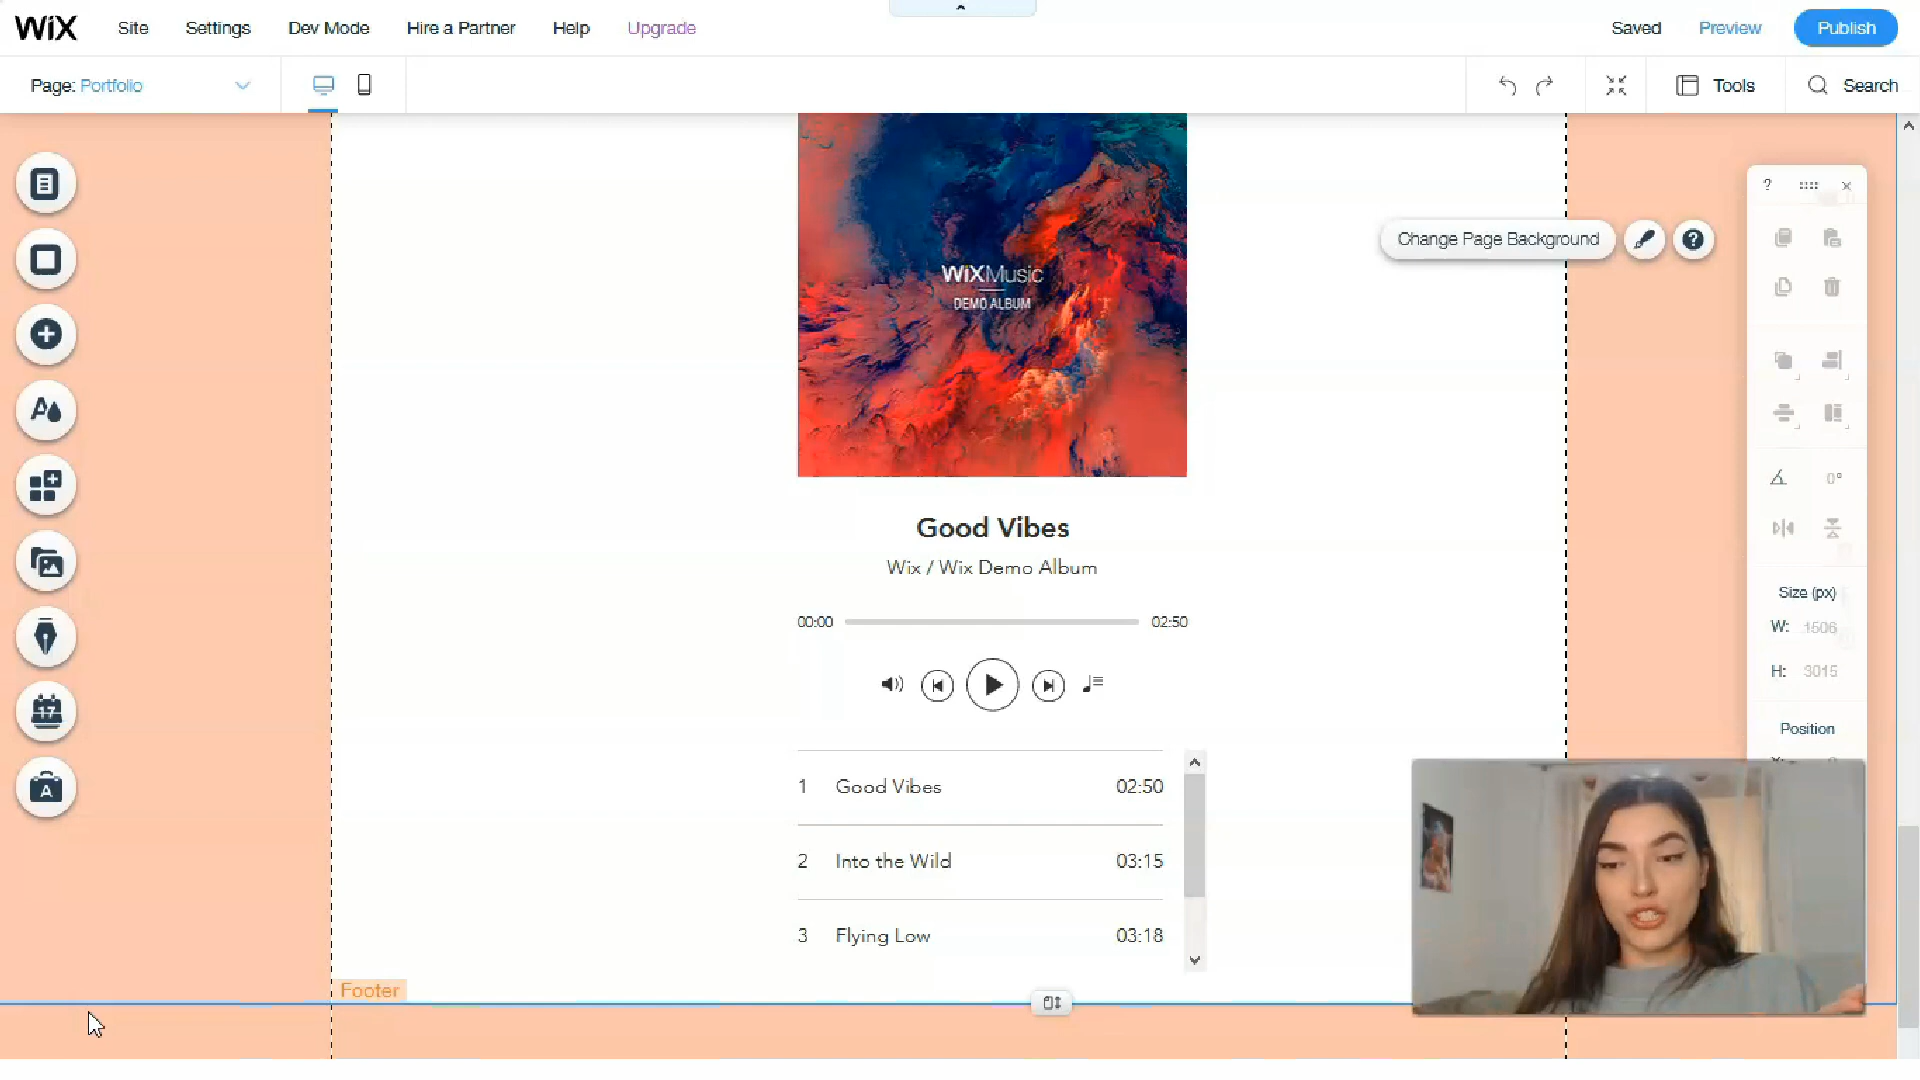 WiX Site Settings Dev Mode Hire a Partner Help Upgrade Saved Preview Publish
Page: Portfolio Tools Search
?
Change Page Background ?
WiXMusic
DEMO ALBUM
0°
Good Vibes
Wix / Wix Demo Album
Size (px)
00:00 02:50
W: 1506
H: 3015
17
Position
1 Good Vibes 02:50
A
2 Into the Wild 03:15
3 Flying Low 03:18
Footer